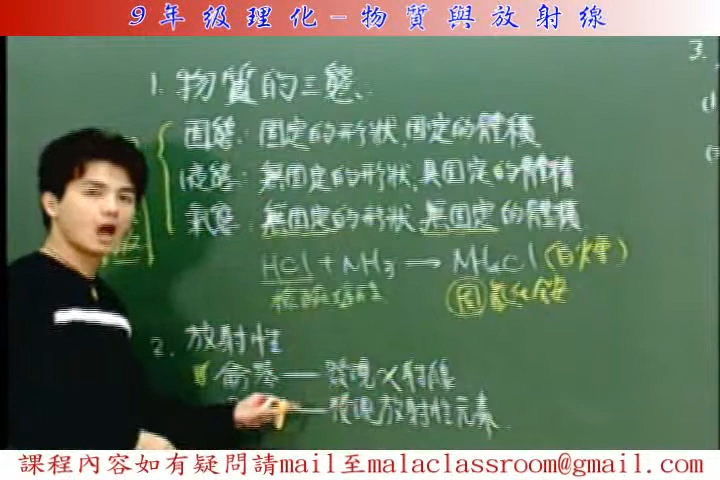 9年級理化-物質與放射線
1. 物質的三態
固態:固定的形狀,固定的體積
液態:無固定的形狀,具固定的體積
氣態:無固定的形狀,無固定的體積
HCl + NH3 → NH4Cl (白煙)
固 氯化銨
2. 放射性
侖琴 — 發現X射線
— 發現放射性元素
3.
課程內容如有疑問請mail至malaclassroom@gmail.com